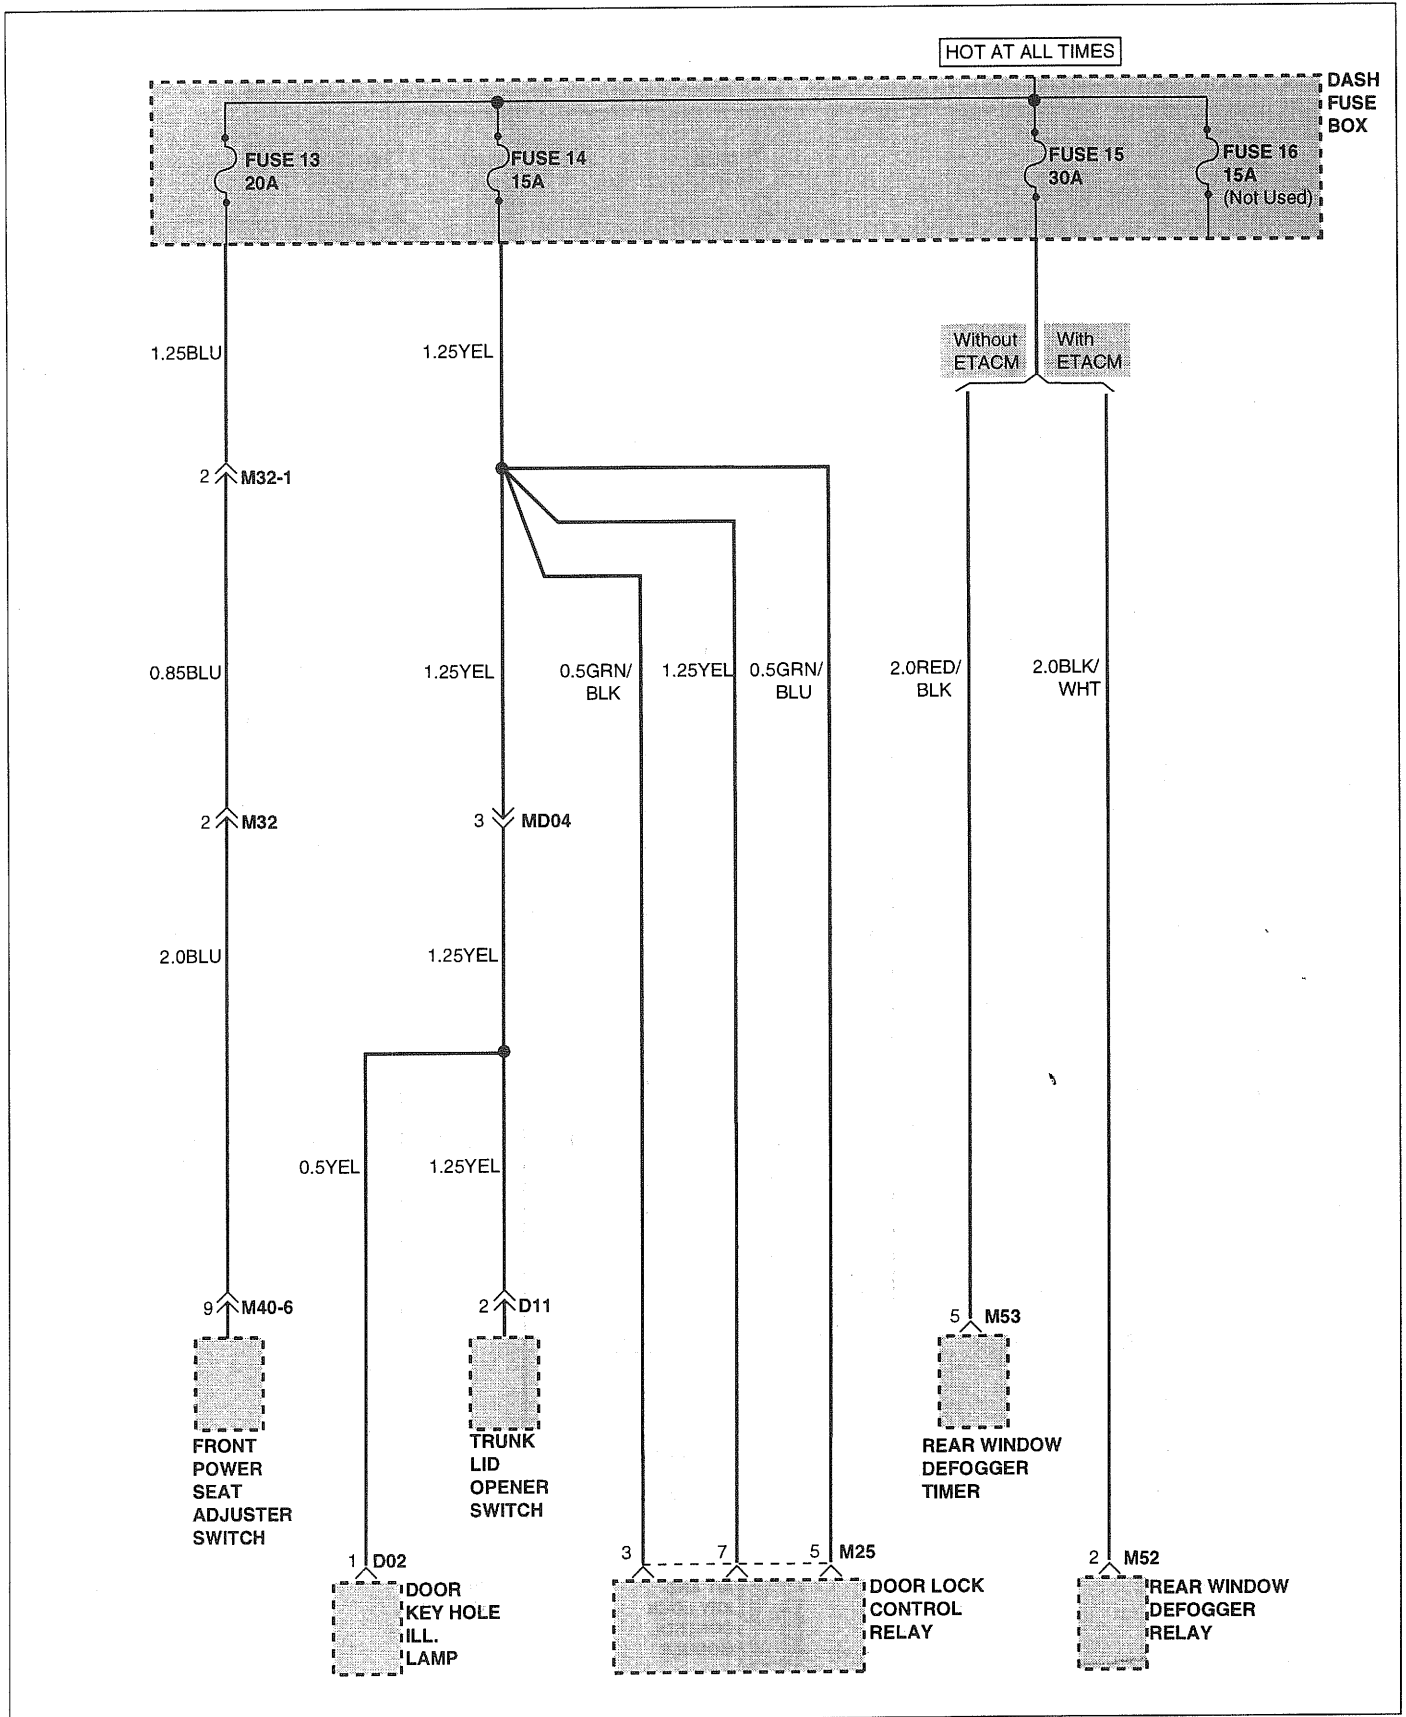 HOT AT ALL TIMES
DASH
FUSE
BOX
FUSE 13
20A
FUSE 14
15A
FUSE 15
30A
FUSE 16
15A
(Not Used)
Without
ETACM
With
ETACM
1.25BLU
1.25YEL
2 M32-1
0.85BLU
1.25YEL
0.5GRN/
BLK
1.25YEL
0.5GRN/
BLU
2.0RED/
BLK
2.0BLK/
WHT
2 M32
3 MD04
2.0BLU
1.25YEL
0.5YEL
1.25YEL
9 M40-6
2 D11
5 M53
FRONT
POWER
SEAT
ADJUSTER
SWITCH
TRUNK
LID
OPENER
SWITCH
REAR WINDOW
DEFOGGER
TIMER
1 D02
3
7
5 M25
2 M52
DOOR
KEY HOLE
ILL.
LAMP
DOOR LOCK
CONTROL
RELAY
REAR WINDOW
DEFOGGER
RELAY